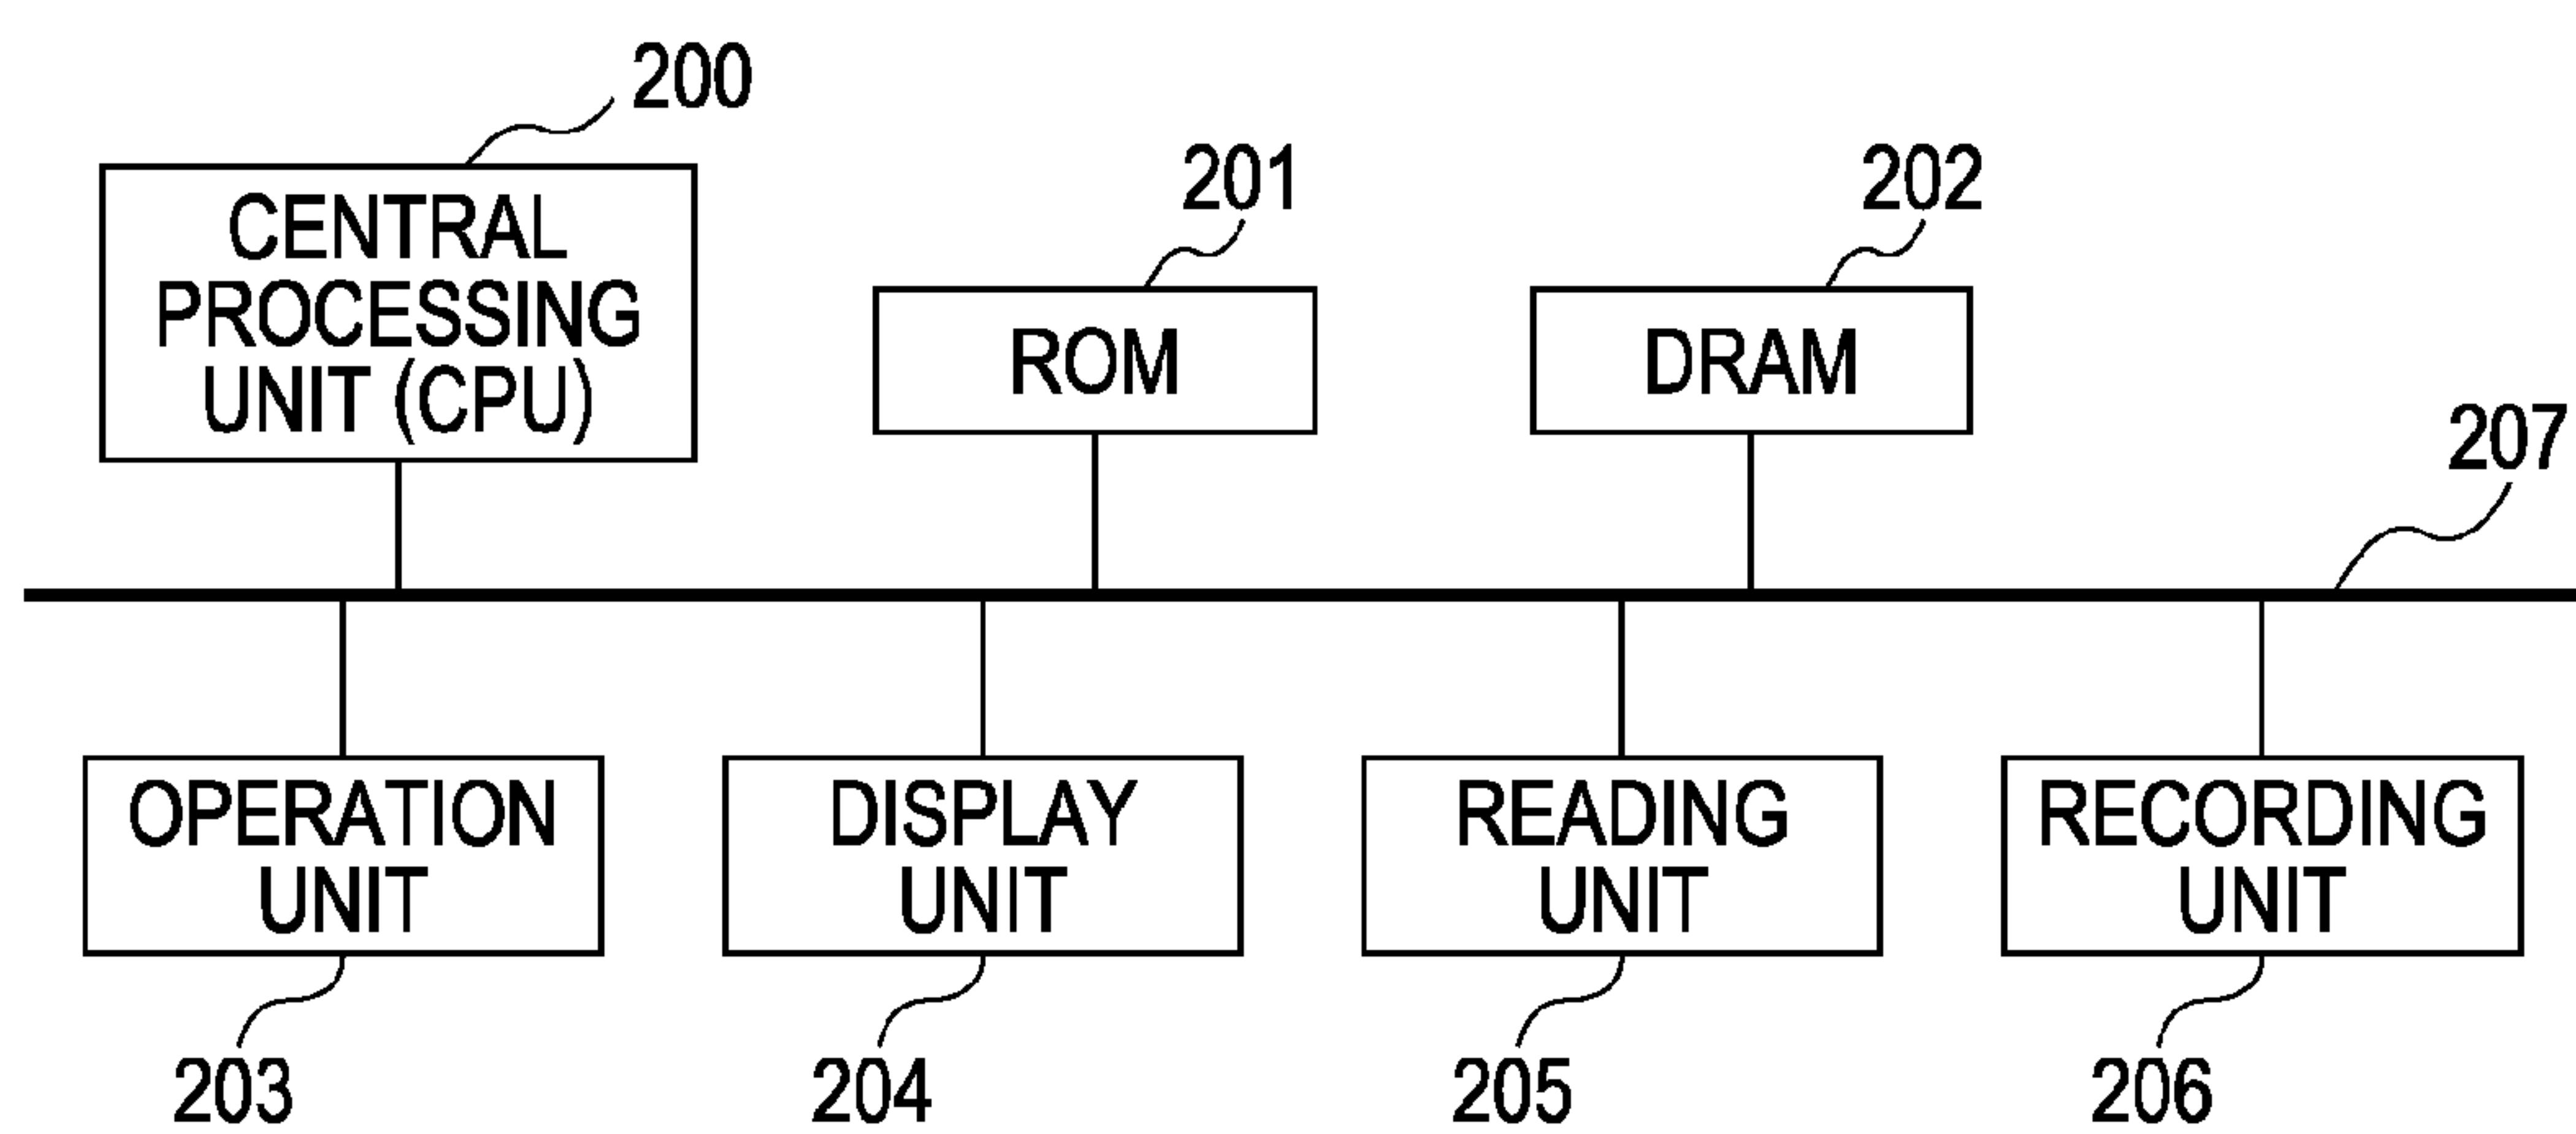 200
201
202
CENTRAL
PROCESSING
UNIT (CPU)
ROM
DRAM
207
OPERATION
UNIT
DISPLAY
UNIT
READING
UNIT
RECORDING
UNIT
203
204
205
206